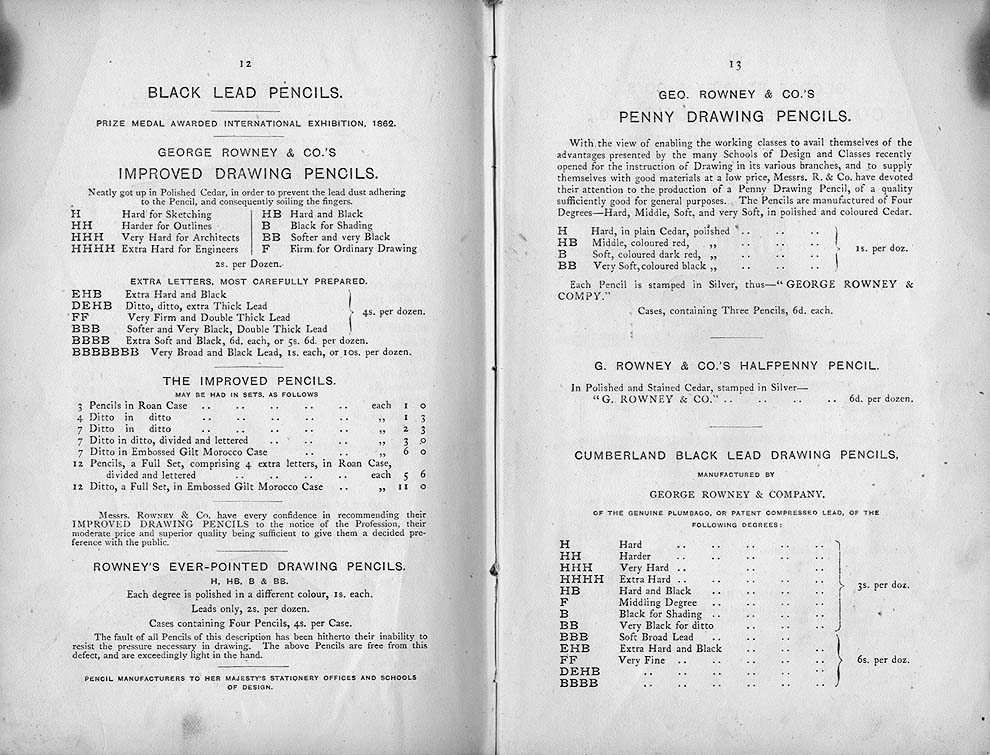 12
BLACK LEAD PENCILS.
PRIZE MEDAL AWARDED INTERNATIONAL EXHIBITION, 1862.
GEORGE ROWNEY & CO.'S
IMPROVED DRAWING PENCILS.
Neatly got up in Polished Cedar, in order to prevent the lead dust adhering
to the Pencil, and consequently soiling the fingers.
H Hard for Sketching HB Hard and Black
HH Harder for Outlines B Black for Shading
HHH Very Hard for Architects BB Softer and very Black
HHHH Extra Hard for Engineers F Firm for Ordinary Drawing
2s. per Dozen.
EXTRA LETTERS, MOST CAREFULLY PREPARED.
EHB Extra Hard and Black
DEHB Ditto, ditto, extra Thick Lead
FF Very Firm and Double Thick Lead
BBB Softer and Very Black, Double Thick Lead
4s. per dozen.
BBBB Extra Soft and Black, 6d. each, or 5s. 6d. per dozen.
BBBBBBB Very Broad and Black Lead, 1s. each, or 10s. per dozen.
THE IMPROVED PENCILS.
MAY BE HAD IN SETS, AS FOLLOWS
3 Pencils in Roan Case .. .. .. .. .. each 1 0
4 Ditto in ditto .. .. .. .. .. „ 1 3
7 Ditto in ditto .. .. .. .. .. „ 2 3
7 Ditto in ditto, divided and lettered .. .. .. „ 3 0
7 Ditto in Embossed Gilt Morocco Case .. .. „ 6 0
12 Pencils, a Full Set, comprising 4 extra letters, in Roan Case,
divided and lettered .. .. .. .. each 5 6
12 Ditto, a Full Set, in Embossed Gilt Morocco Case .. „ 11 0
Messrs. ROWNEY & Co. have every confidence in recommending their
IMPROVED DRAWING PENCILS to the notice of the Profession, their
moderate price and superior quality being sufficient to give them a decided pre-
ference with the public.
ROWNEY'S EVER-POINTED DRAWING PENCILS.
H, HB, B & BB.
Each degree is polished in a different colour, 1s. each.
Leads only, 2s. per dozen.
Cases containing Four Pencils, 4s. per Case.
The fault of all Pencils of this description has been hitherto their inability to
resist the pressure necessary in drawing. The above Pencils are free from this
defect, and are exceedingly light in the hand.
PENCIL MANUFACTURERS TO HER MAJESTY'S STATIONERY OFFICES AND SCHOOLS
OF DESIGN.
13
GEO. ROWNEY & CO.'S
PENNY DRAWING PENCILS.
With the view of enabling the working classes to avail themselves of the
advantages presented by the many Schools of Design and Classes recently
opened for the instruction of Drawing in its various branches, and to supply
themselves with good materials at a low price, Messrs. R. & Co. have devoted
their attention to the production of a Penny Drawing Pencil, of a quality
sufficiently good for general purposes. The Pencils are manufactured of Four
Degrees—Hard, Middle, Soft, and very Soft, in polished and coloured Cedar.
H Hard, in plain Cedar, polished .. .. ..
HB Middle, coloured red, „ .. .. ..
B Soft, coloured dark red, „ .. .. ..
BB Very Soft, coloured black „ .. .. ..
1s. per doz.
Each Pencil is stamped in Silver, thus—“GEORGE ROWNEY &
COMPY.”
Cases, containing Three Pencils, 6d. each.
G. ROWNEY & CO.'S HALFPENNY PENCIL.
In Polished and Stained Cedar, stamped in Silver—
“G. ROWNEY & CO.” .. .. .. .. 6d. per dozen.
CUMBERLAND BLACK LEAD DRAWING PENCILS,
MANUFACTURED BY
GEORGE ROWNEY & COMPANY,
OF THE GENUINE PLUMBAGO, OR PATENT COMPRESSED LEAD, OF THE
FOLLOWING DEGREES:
H Hard .. .. .. .. ..
HH Harder .. .. .. .. ..
HHH Very Hard .. .. .. ..
HHHH Extra Hard .. .. .. .. ..
HB Hard and Black .. .. .. ..
F Middling Degree .. .. .. ..
B Black for Shading .. .. .. ..
BB Very Black for ditto .. .. ..
3s. per doz.
BBB Soft Broad Lead .. .. ..
EHB Extra Hard and Black .. .. ..
FF Very Fine .. .. .. .. ..
DEHB .. .. .. .. .. ..
BBBB .. .. .. .. .. ..
6s. per doz.